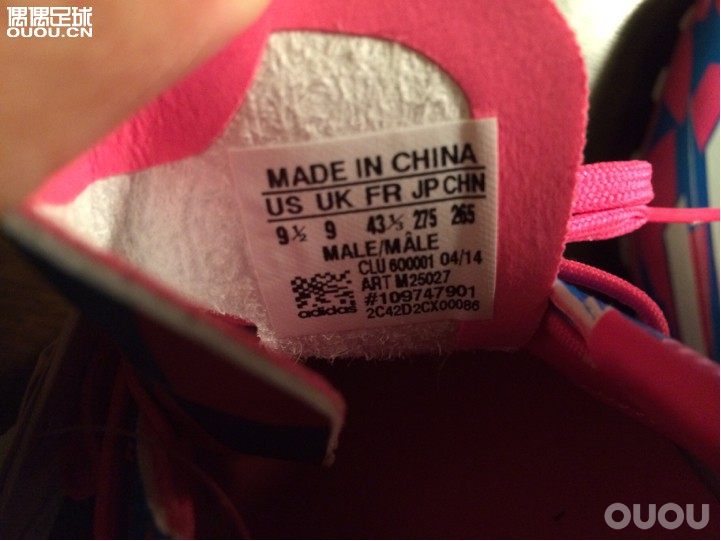 偶偶足球
OUOU.CN
MADE IN CHINA
US UK FR JP CHN
9½ 9 43⅓ 275 265
MALE/MÂLE
CLU 600001 04/14
ART M25027
#109747901
adidas 2C42D2CX00086
OUOU